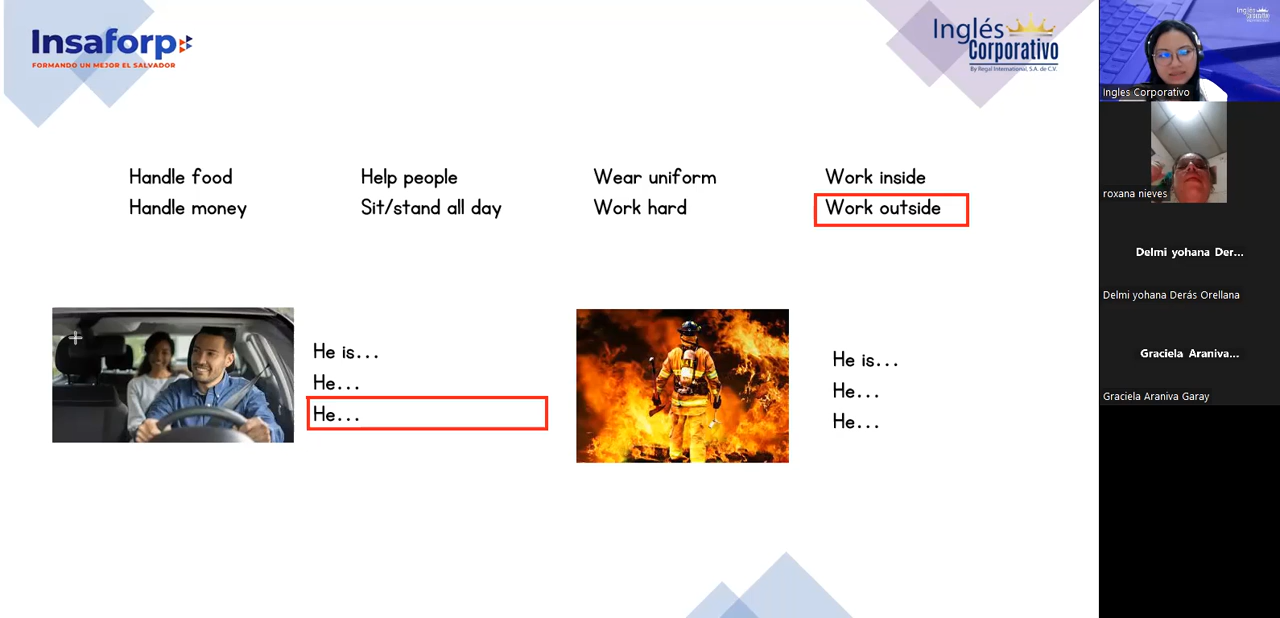 Insaforp
FORMANDO UN MEJOR EL SALVADOR
Inglés
Corporativo
By Regal International, S.A. de C.V.
Handle food
Handle money
Help people
Sit/stand all day
Wear uniform
Work hard
Work inside
Work outside
He is...
He...
He...
He is...
He...
He...
Inglés
Ingles Corporativo
roxana nieves
Delmi yohana Der...
Delmi yohana Derás Orellana
Graciela Araniva...
Graciela Araniva Garay